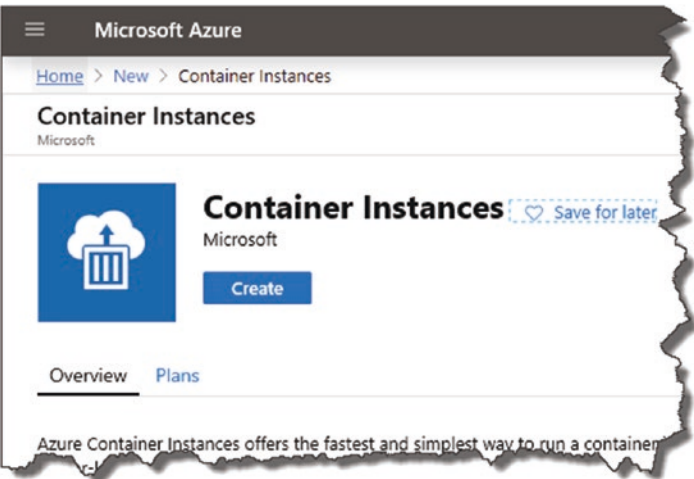 Microsoft Azure
Home > New > Container Instances
Container Instances
Microsoft
Container Instances Save for later
Microsoft
Create
Overview Plans
Azure Container Instances offers the fastest and simplest way to run a container